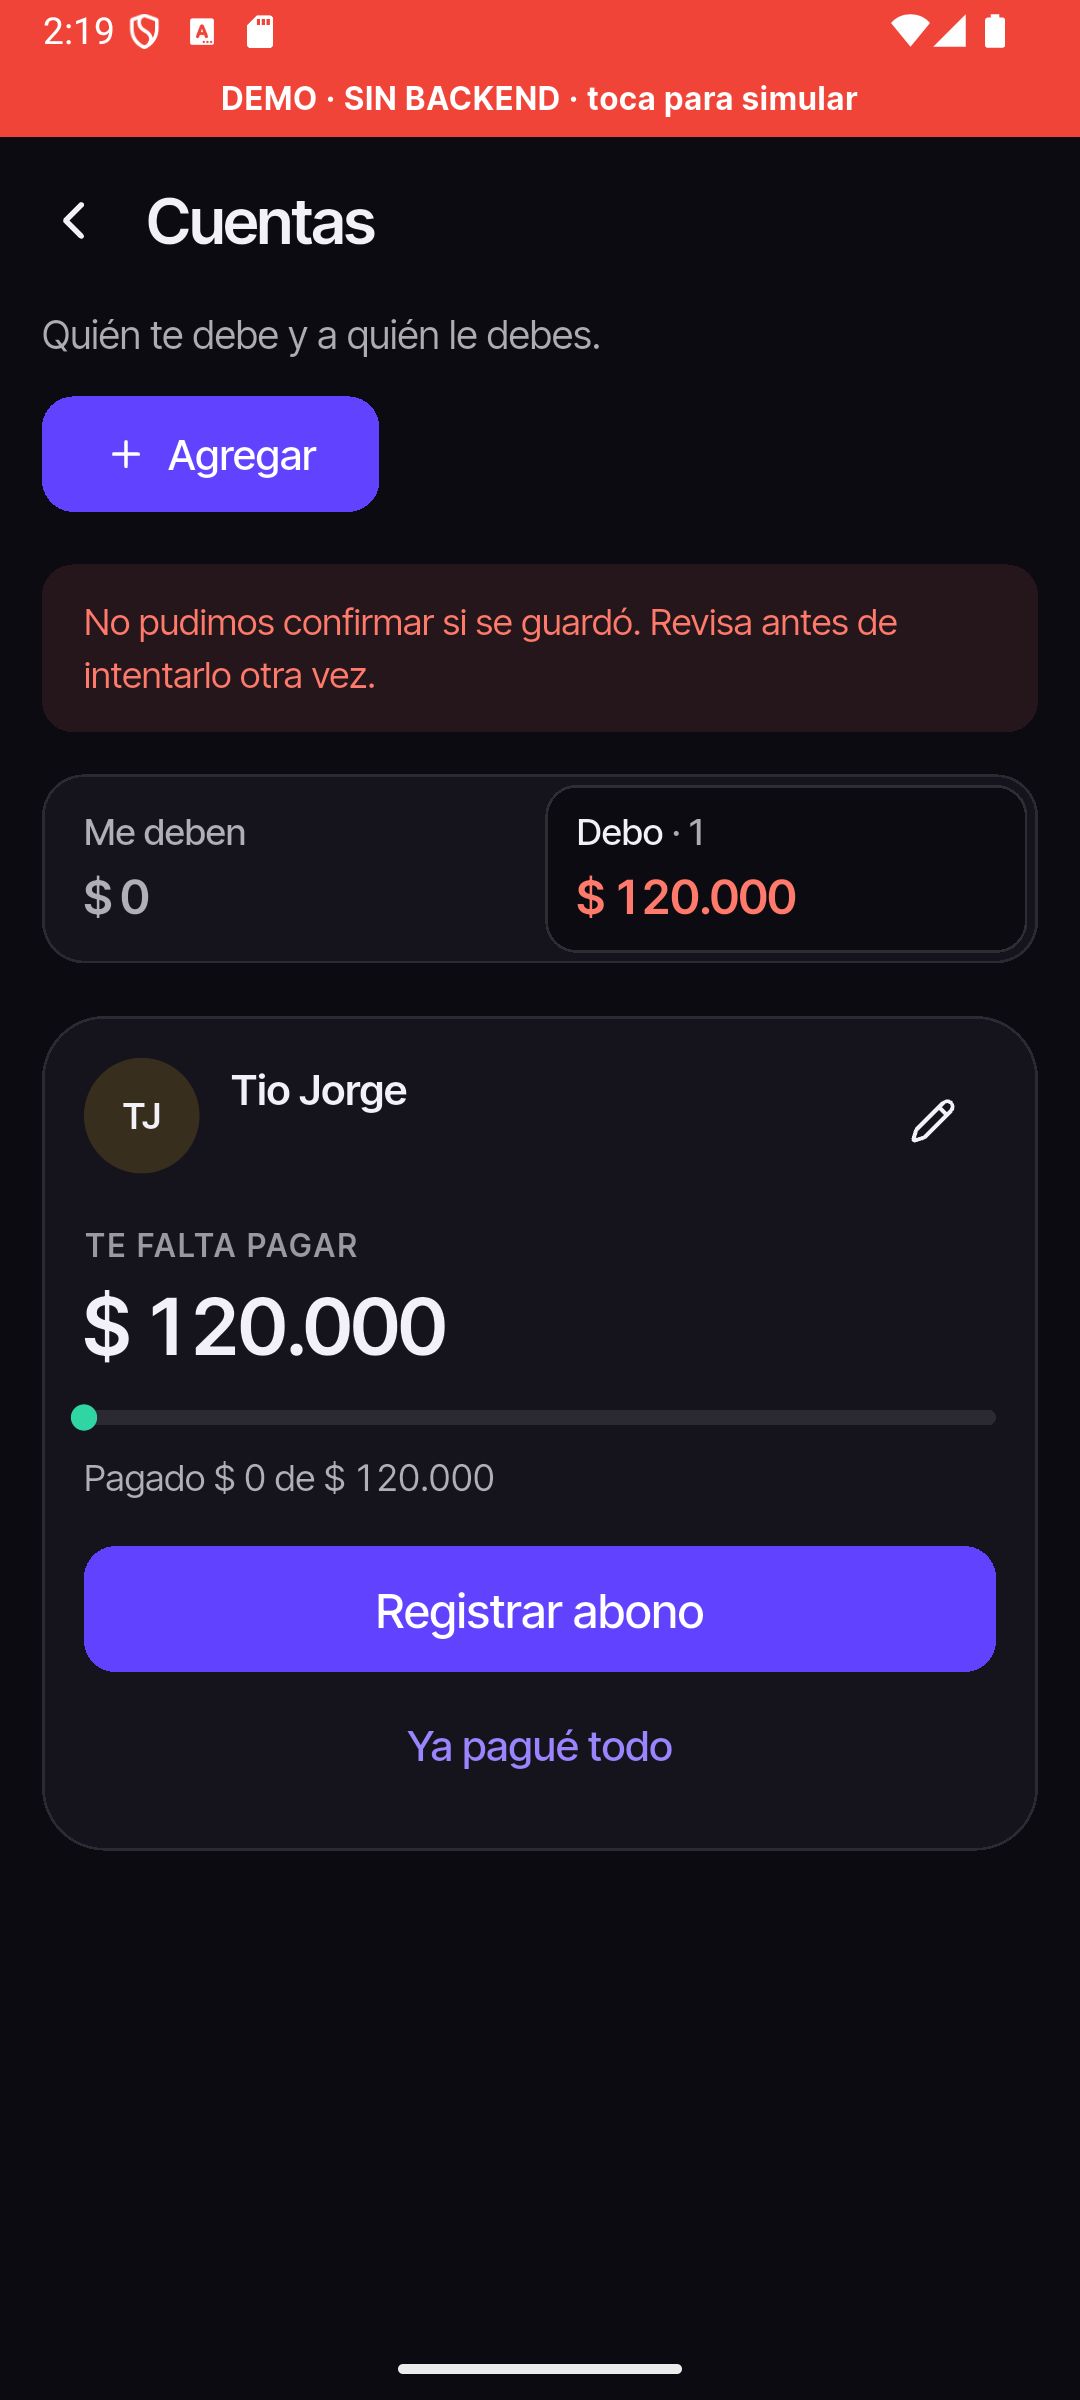 2:19
DEMO · SIN BACKEND · toca para simular
Cuentas
Quién te debe y a quién le debes.
+ Agregar
No pudimos confirmar si se guardó. Revisa antes de
intentarlo otra vez.
Me deben
$ 0
Debo · 1
$ 120.000
TJ
Tio Jorge
TE FALTA PAGAR
$ 120.000
Pagado $ 0 de $ 120.000
Registrar abono
Ya pagué todo